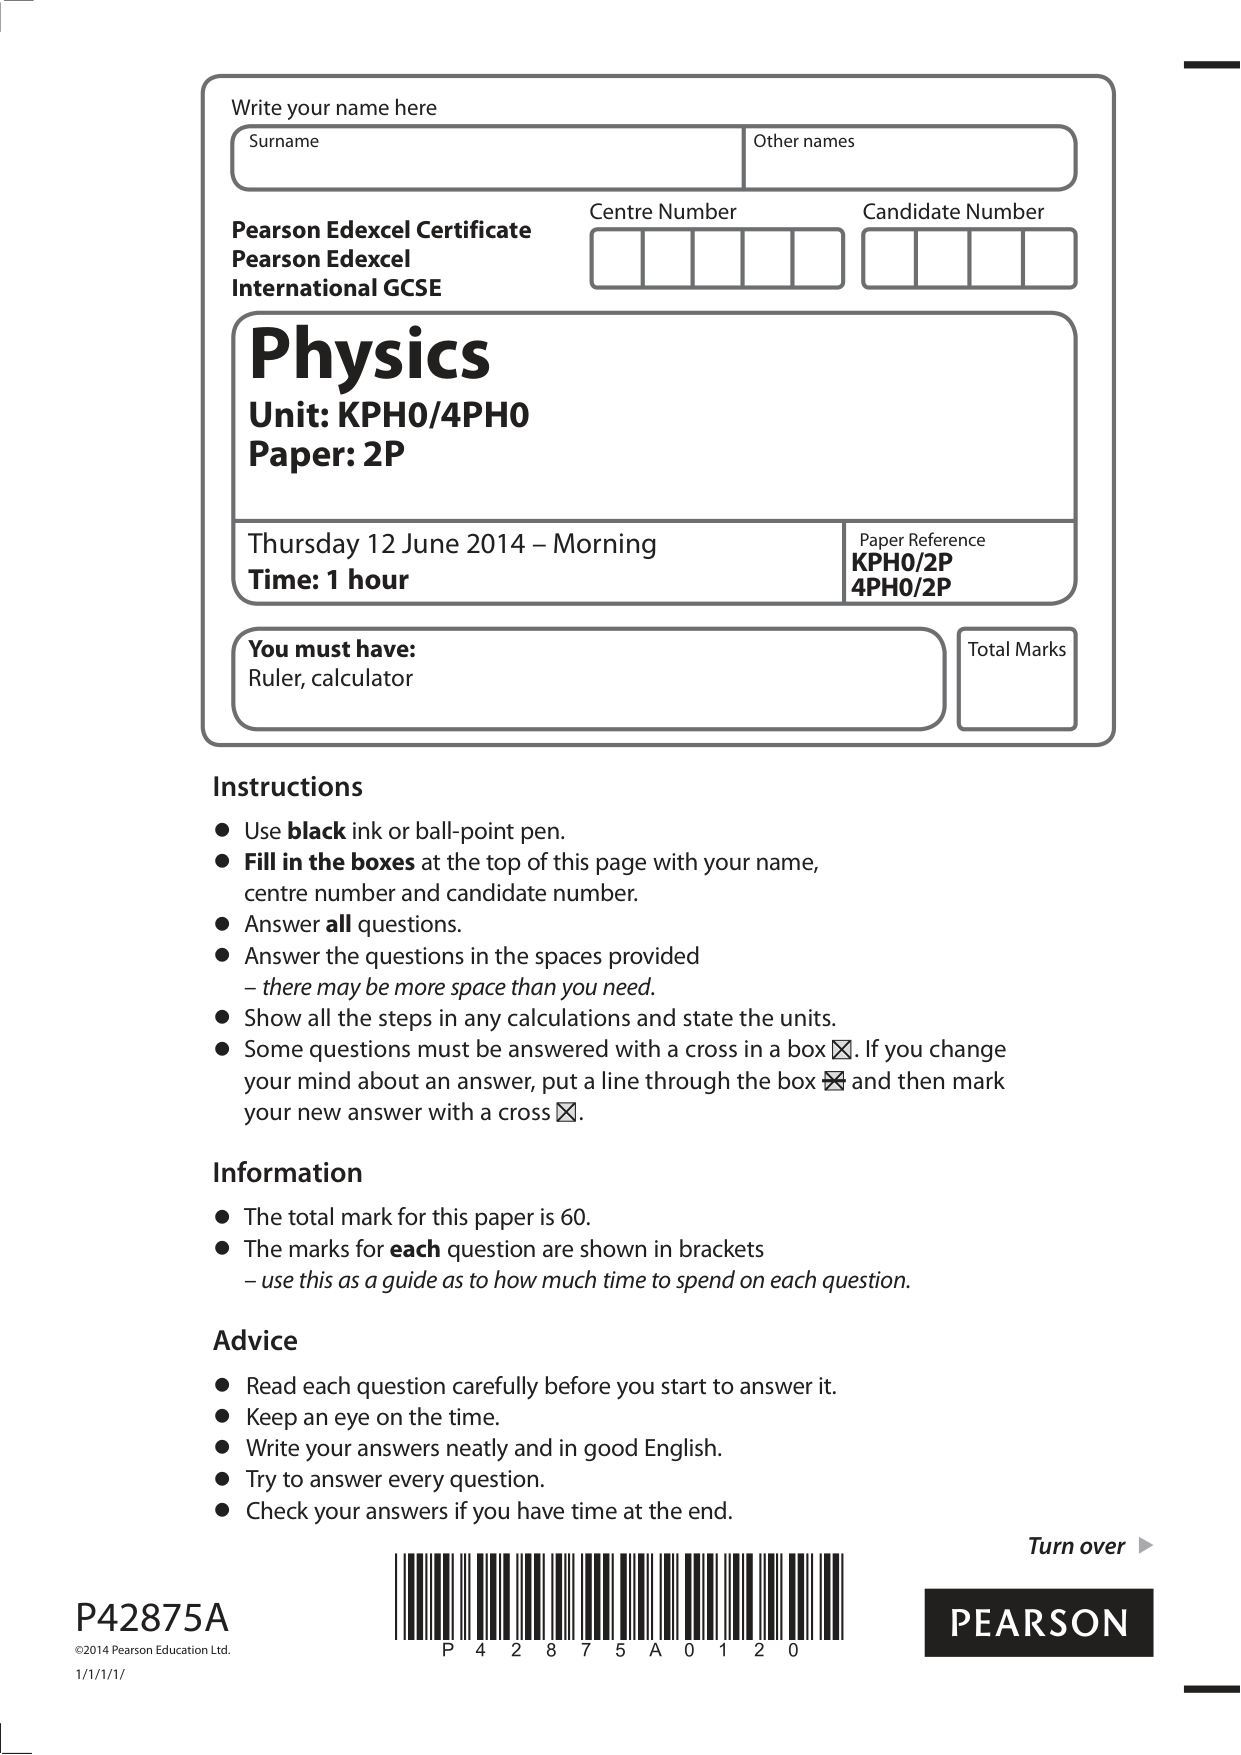 Write your name here
Surname
Other names
Pearson Edexcel Certificate
Pearson Edexcel
International GCSE
Centre Number
Candidate Number
Physics
Unit: KPH0/4PH0
Paper: 2P
Thursday 12 June 2014 – Morning
Time: 1 hour
Paper Reference
KPH0/2P
4PH0/2P
You must have:
Ruler, calculator
Total Marks
Instructions
● Use black ink or ball-point pen.
● Fill in the boxes at the top of this page with your name,
centre number and candidate number.
● Answer all questions.
● Answer the questions in the spaces provided
– there may be more space than you need.
● Show all the steps in any calculations and state the units.
● Some questions must be answered with a cross in a box ☒. If you change
your mind about an answer, put a line through the box ☒ and then mark
your new answer with a cross ☒.
Information
● The total mark for this paper is 60.
● The marks for each question are shown in brackets
– use this as a guide as to how much time to spend on each question.
Advice
● Read each question carefully before you start to answer it.
● Keep an eye on the time.
● Write your answers neatly and in good English.
● Try to answer every question.
● Check your answers if you have time at the end.
Turn over
P42875A
©2014 Pearson Education Ltd.
1/1/1/1/
P42875A0120
PEARSON